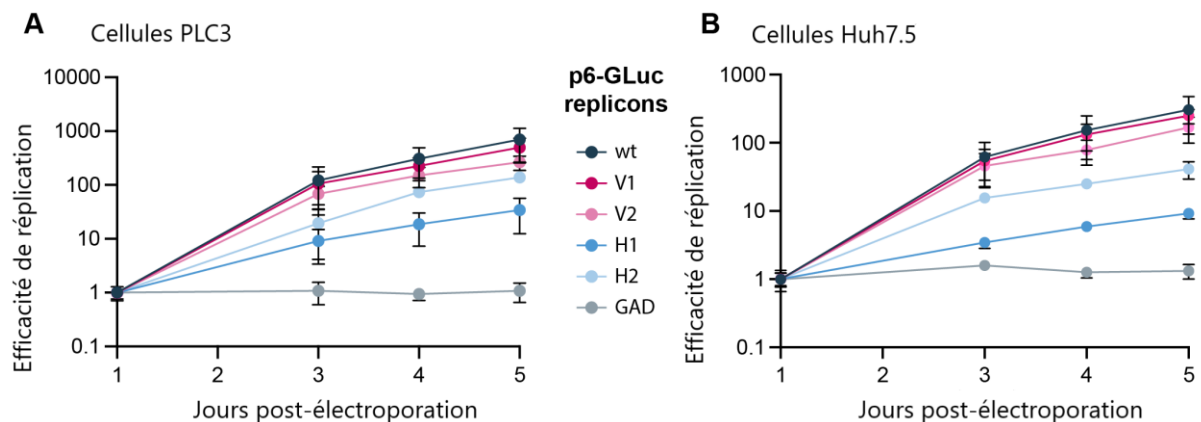 A
Cellules PLC3
Efficacité de réplication
10000
1000
100
10
1
0.1
1
2
3
4
5
Jours post-électroporation
p6-GLuc
replicons
wt
V1
V2
H1
H2
GAD
B
Cellules Huh7.5
Efficacité de réplication
1000
100
10
1
0.1
1
2
3
4
5
Jours post-électroporation